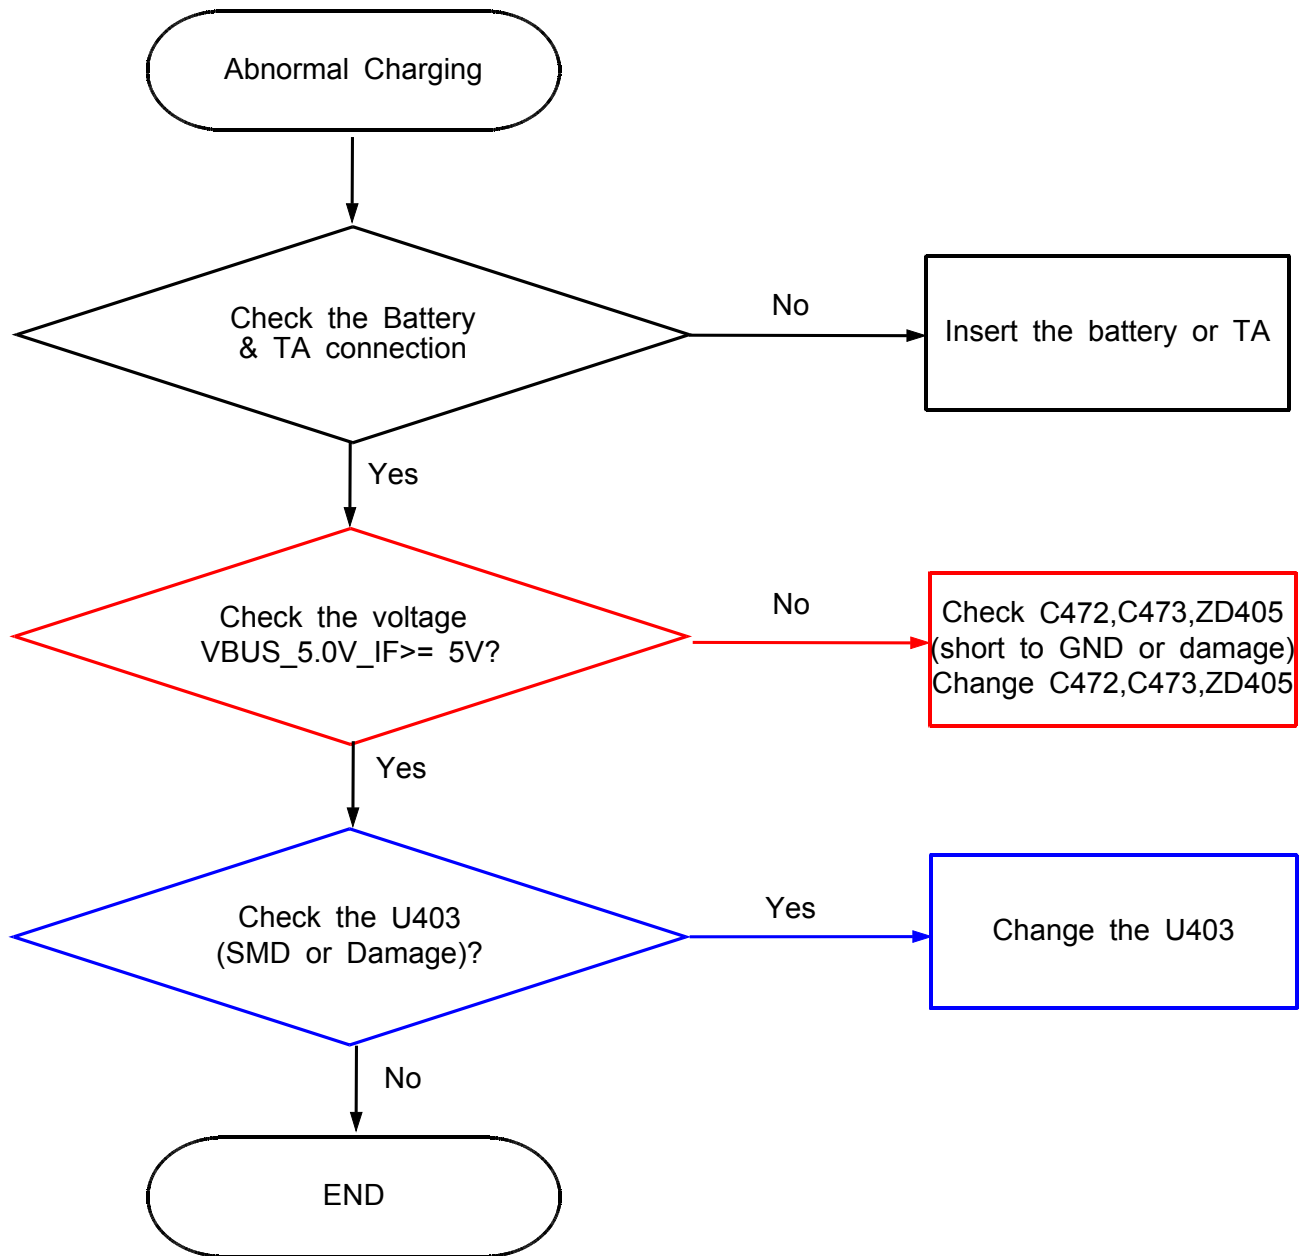 Abnormal Charging
Check the Battery
& TA connection
No
Insert the battery or TA
Yes
Check the voltage
VBUS_5.0V_IF>= 5V?
No
Check C472,C473,ZD405
(short to GND or damage)
Change C472,C473,ZD405
Yes
Check the U403
(SMD or Damage)?
Yes
Change the U403
No
END